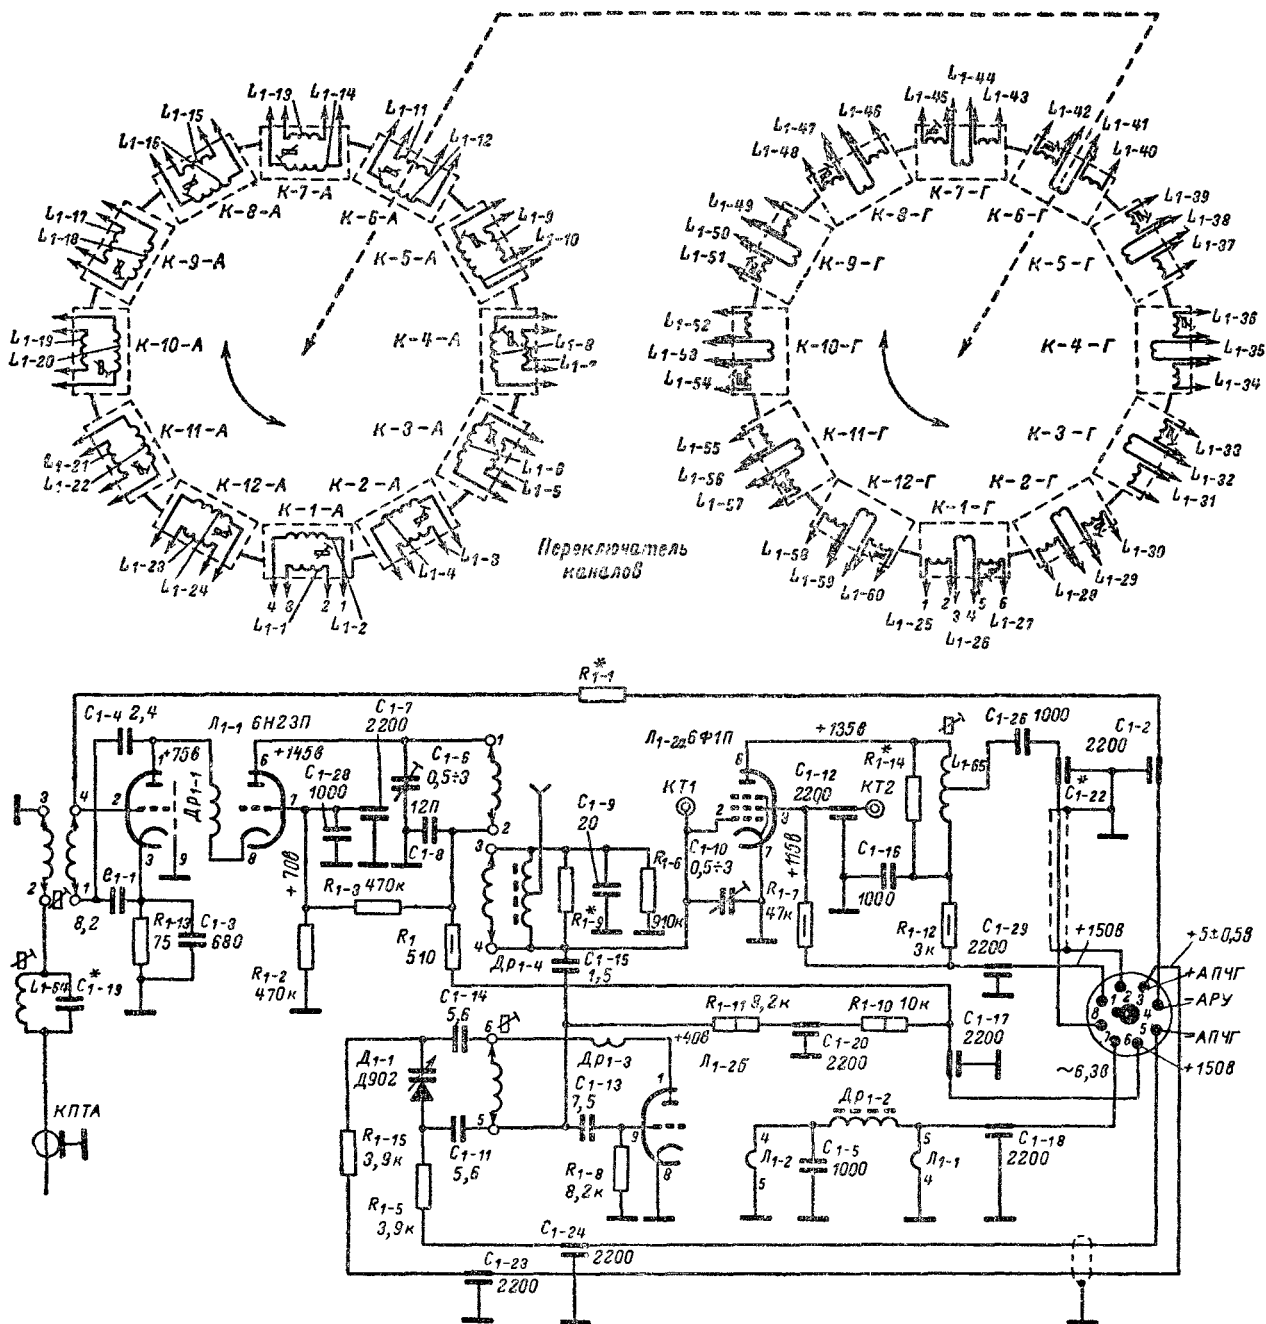 L1-44
L1-45
L1-43
L1-13
L1-14
L1-15
L1-11
L1-46
L1-42
L1-47
L1-41
L1-16
L1-12
L1-48
L1-40
К-7-А
К-7-Г
К-8-А
К-6-А
К-8-Г
К-6-Г
L1-17
L1-9
L1-49
L1-39
L1-18
L1-10
L1-50
L1-38
L1-51
L1-37
К-9-А
К-5-А
К-9-Г
К-5-Г
L1-19
L1-20
К-10-А
К-4-А
L1-8
L1-52
L1-53
L1-54
К-10-Г
К-4-Г
L1-36
L1-35
L1-34
К-11-А
К-3-А
К-11-Г
К-3-Г
L1-21
L1-22
L1-6
L1-5
L1-55
L1-56
L1-57
L1-33
L1-32
L1-31
К-12-А
К-2-А
К-12-Г
К-2-Г
К-1-А
К-1-Г
L1-23
L1-24
L1-4
L1-3
Переключатель
каналов
L1-58
L1-59
L1-60
L1-30
L1-29
L1-28
4 3 2 1
L1-1
L1-2
1 2 3 4 5 6
L1-25
L1-26
L1-27
R1-1*
C1-4 2,4
Л1-1 6Н23П
C1-7
2200
+75в
+145в
C1-6
0,5÷3
C1-28
1000
12П
C1-8
Др1-1
Л1-2а 6Ф1П
+135в
R1-14*
L1-65
C1-26 1000
C1-2
2200
C1-22*
КТ1
C1-12
2200
КТ2
C1-9
20
C1-10
0,5÷3
+115в
C1-16
1000
R1-6
910к
R1-9*
R1-7
47к
R1-12
3к
C1-29
2200
+150в
+5±0,5в
+АПЧГ
-АРУ
-АПЧГ
+150в
~6,3в
1 2 3 4 5 6 7 8
8,2
R1-13
75
C1-3
680
L1-64
C1-19*
+70в
R1-3 470к
R1-2
470к
R1
510
Др1-4
C1-15
1,5
C1-14
5,6
R1-11 8,2к
R1-10 10к
C1-20
2200
C1-17
2200
+40в
Л1-2б
Д1-1
Д902
Др1-3
C1-13
7,5
C1-11
5,6
R1-8
8,2к
Др1-2
Л1-2
C1-5
1000
Л1-1
C1-18
2200
КПТА
R1-15
3,9к
R1-5
3,9к
C1-24
2200
C1-23
2200